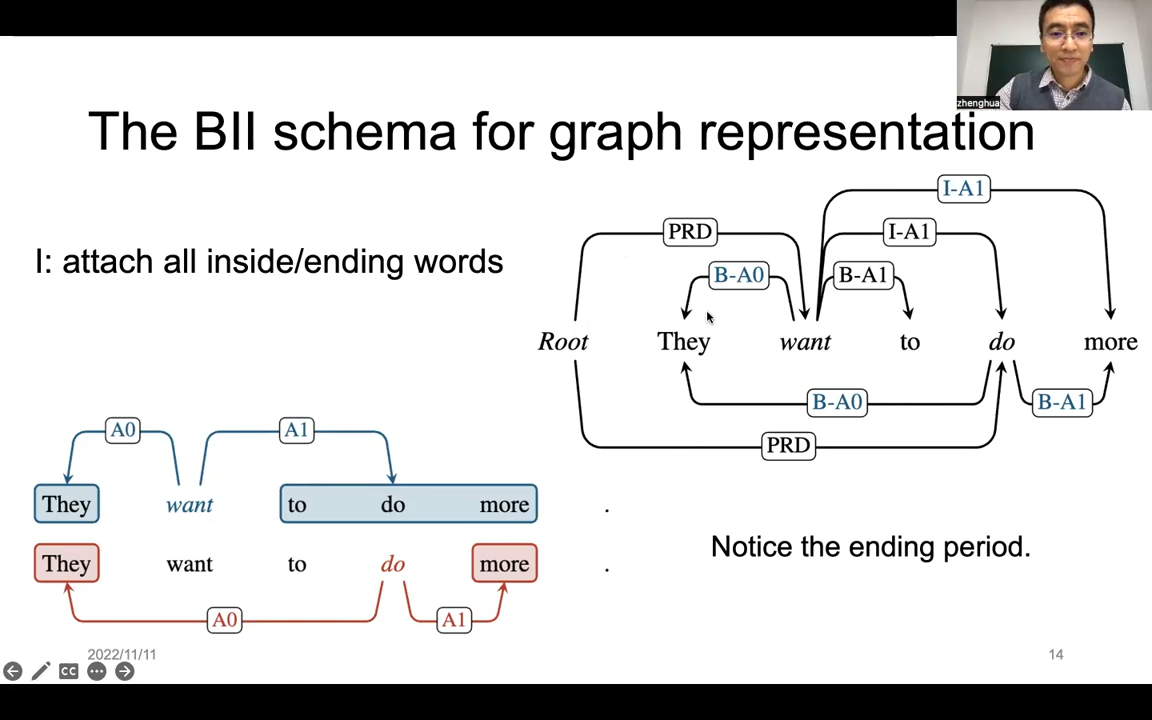 zhenghua
The BII schema for graph representation
I: attach all inside/ending words
I-A1
PRD I-A1
B-A0 B-A1
Root They want to do more
B-A0 B-A1
PRD
A0 A1
They want to do more .
They want to do more .
A0 A1
Notice the ending period.
2022/11/11 14
CC